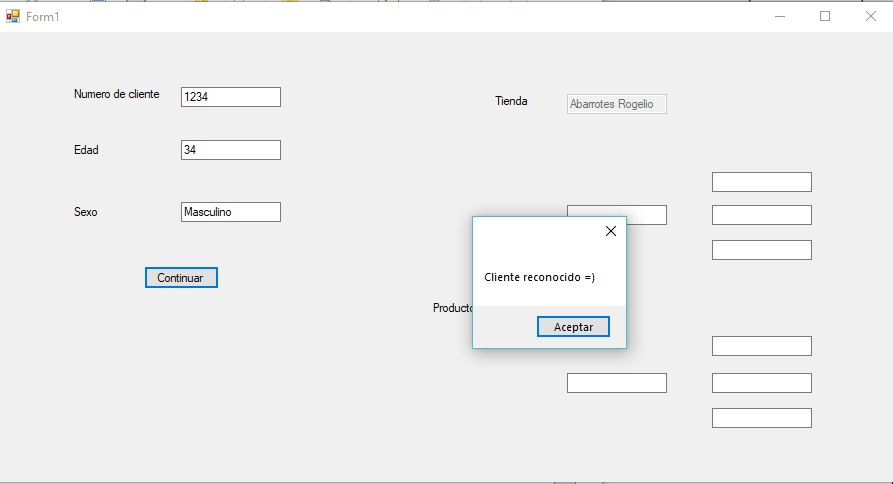 Form1
Numero de cliente
1234
Tienda
Abarrotes Rogelio
Edad
34
Sexo
Masculino
Continuar
Cliente reconocido =)
Aceptar
Producto